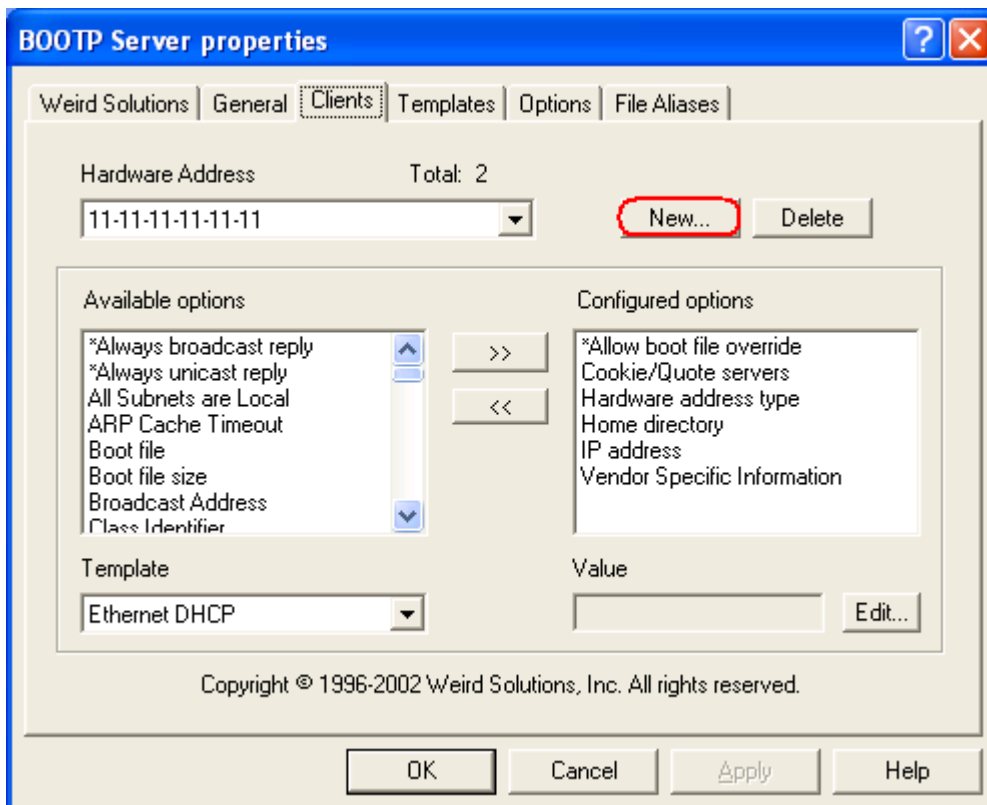 BOOTP Server properties
Weird Solutions General Clients Templates Options File Aliases
Hardware Address Total: 2
11-11-11-11-11-11 New... Delete
Available options
*Always broadcast reply
*Always unicast reply
All Subnets are Local
ARP Cache Timeout
Boot file
Boot file size
Broadcast Address
Class Identifier
>>
<<
Configured options
*Allow boot file override
Cookie/Quote servers
Hardware address type
Home directory
IP address
Vendor Specific Information
Template
Ethernet DHCP
Value
Edit...
Copyright © 1996-2002 Weird Solutions, Inc. All rights reserved.
OK Cancel Apply Help